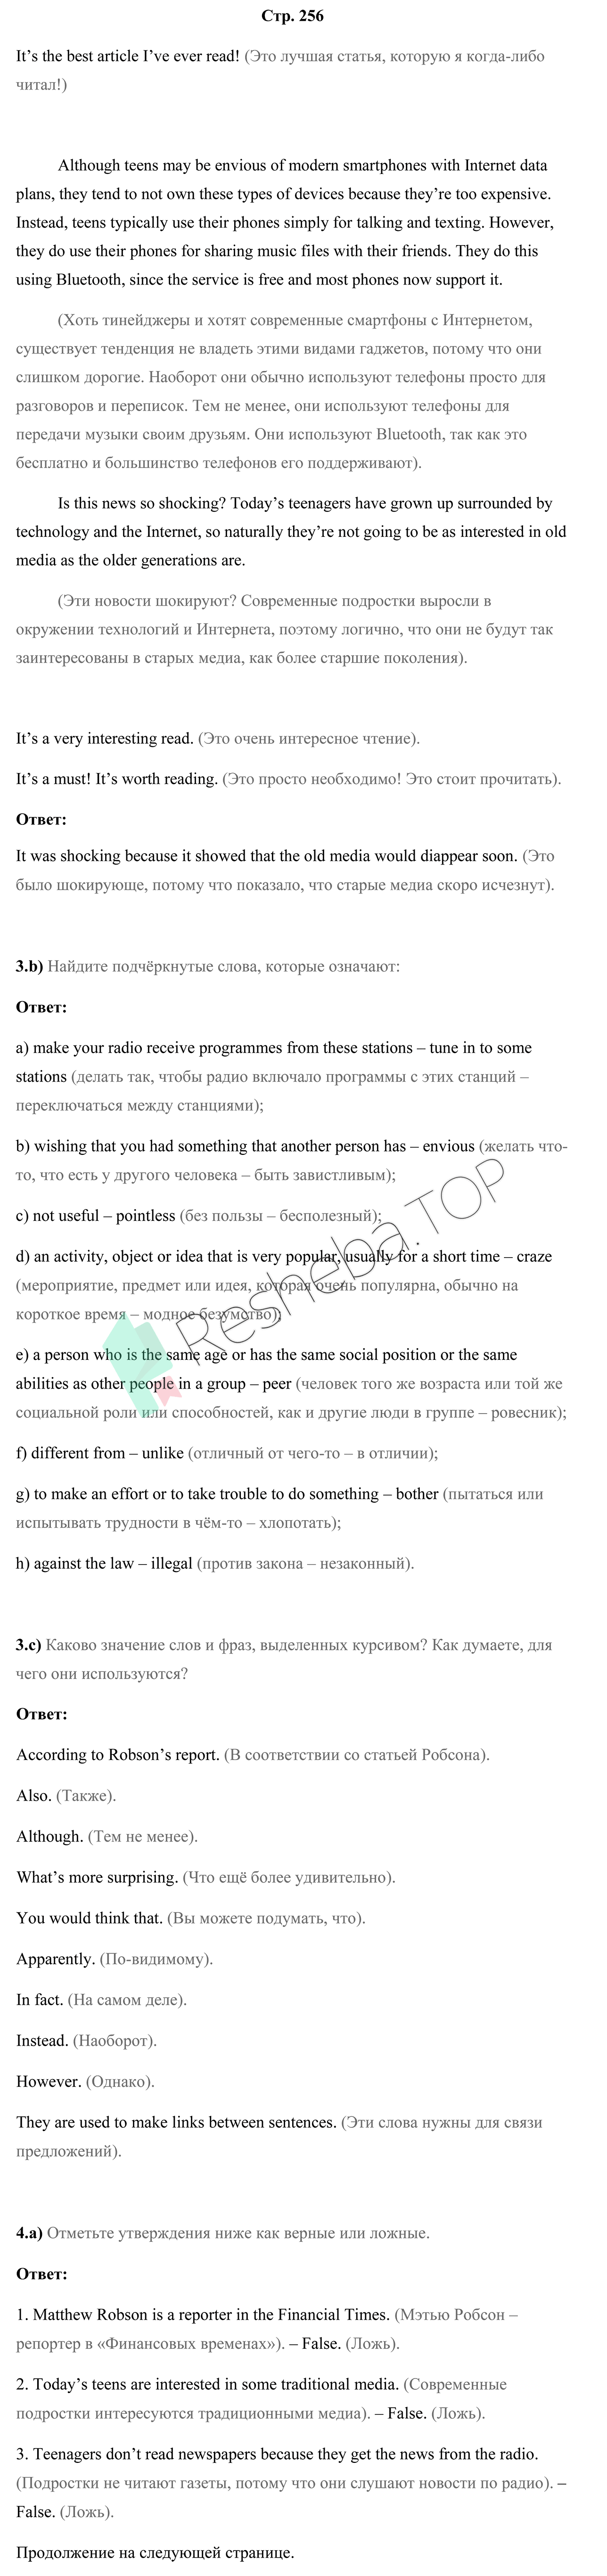 Стр. 256
It’s the best article I’ve ever read! (Это лучшая статья, которую я когда-либо
читал!)
Although teens may be envious of modern smartphones with Internet data
plans, they tend to not own these types of devices because they’re too expensive.
Instead, teens typically use their phones simply for talking and texting. However,
they do use their phones for sharing music files with their friends. They do this
using Bluetooth, since the service is free and most phones now support it.
(Хоть тинейджеры и хотят современные смартфоны с Интернетом,
существует тенденция не владеть этими видами гаджетов, потому что они
слишком дорогие. Наоборот они обычно используют телефоны просто для
разговоров и переписок. Тем не менее, они используют телефоны для
передачи музыки своим друзьям. Они используют Bluetooth, так как это
бесплатно и большинство телефонов его поддерживают).
Is this news so shocking? Today’s teenagers have grown up surrounded by
technology and the Internet, so naturally they’re not going to be as interested in old
media as the older generations are.
(Эти новости шокируют? Современные подростки выросли в
окружении технологий и Интернета, поэтому логично, что они не будут так
заинтересованы в старых медиа, как более старшие поколения).
It’s a very interesting read. (Это очень интересное чтение).
It’s a must! It’s worth reading. (Это просто необходимо! Это стоит прочитать).
Ответ:
It was shocking because it showed that the old media would diappear soon. (Это
было шокирующе, потому что показало, что старые медиа скоро исчезнут).
3.b) Найдите подчёркнутые слова, которые означают:
Ответ:
a) make your radio receive programmes from these stations – tune in to some
stations (делать так, чтобы радио включало программы с этих станций –
переключаться между станциями);
b) wishing that you had something that another person has – envious (желать что-
то, что есть у другого человека – быть завистливым);
c) not useful – pointless (без пользы – бесполезный);
d) an activity, object or idea that is very popular, usually for a short time – craze
(мероприятие, предмет или идея, которая очень популярна, обычно на
короткое время – модное безумство);
e) a person who is the same age or has the same social position or the same
abilities as other people in a group – peer (человек того же возраста или той же
социальной роли или способностей, как и другие люди в группе – ровесник);
f) different from – unlike (отличный от чего-то – в отличии);
g) to make an effort or to take trouble to do something – bother (пытаться или
испытывать трудности в чём-то – хлопотать);
h) against the law – illegal (против закона – незаконный).
Resheba.TOP
3.c) Каково значение слов и фраз, выделенных курсивом? Как думаете, для
чего они используются?
Ответ:
According to Robson’s report. (В соответствии со статьей Робсона).
Also. (Также).
Although. (Тем не менее).
What’s more surprising. (Что ещё более удивительно).
You would think that. (Вы можете подумать, что).
Apparently. (По-видимому).
In fact. (На самом деле).
Instead. (Наоборот).
However. (Однако).
They are used to make links between sentences. (Эти слова нужны для связи
предложений).
4.a) Отметьте утверждения ниже как верные или ложные.
Ответ:
1. Matthew Robson is a reporter in the Financial Times. (Мэтью Робсон –
репортер в «Финансовых временах»). – False. (Ложь).
2. Today’s teens are interested in some traditional media. (Современные
подростки интересуются традиционными медиа). – False. (Ложь).
3. Teenagers don’t read newspapers because they get the news from the radio.
(Подростки не читают газеты, потому что они слушают новости по радио). –
False. (Ложь).
Продолжение на следующей странице.